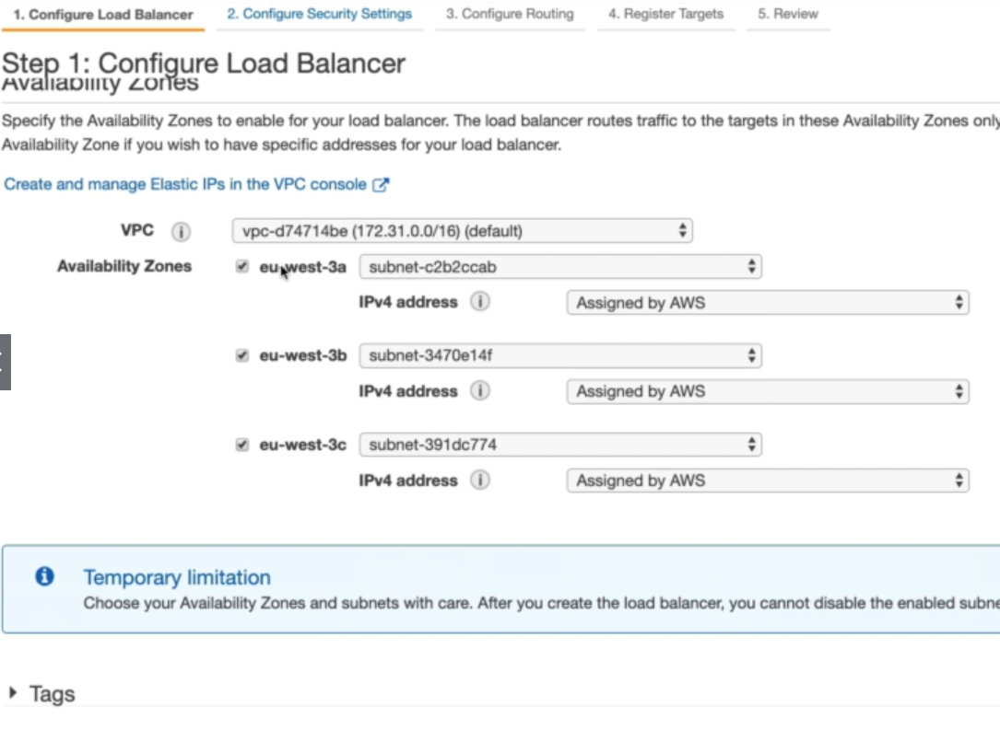 1. Configure Load Balancer 2. Configure Security Settings 3. Configure Routing 4. Register Targets 5. Review
Step 1: Configure Load Balancer
Availability Zones
Specify the Availability Zones to enable for your load balancer. The load balancer routes traffic to the targets in these Availability Zones only
Availability Zone if you wish to have specific addresses for your load balancer.
Create and manage Elastic IPs in the VPC console
VPC i vpc-d74714be (172.31.0.0/16) (default)
Availability Zones eu-west-3a subnet-c2b2ccab
IPv4 address i Assigned by AWS
eu-west-3b subnet-3470e14f
IPv4 address i Assigned by AWS
eu-west-3c subnet-391dc774
IPv4 address i Assigned by AWS
Temporary limitation
Choose your Availability Zones and subnets with care. After you create the load balancer, you cannot disable the enabled subne
Tags